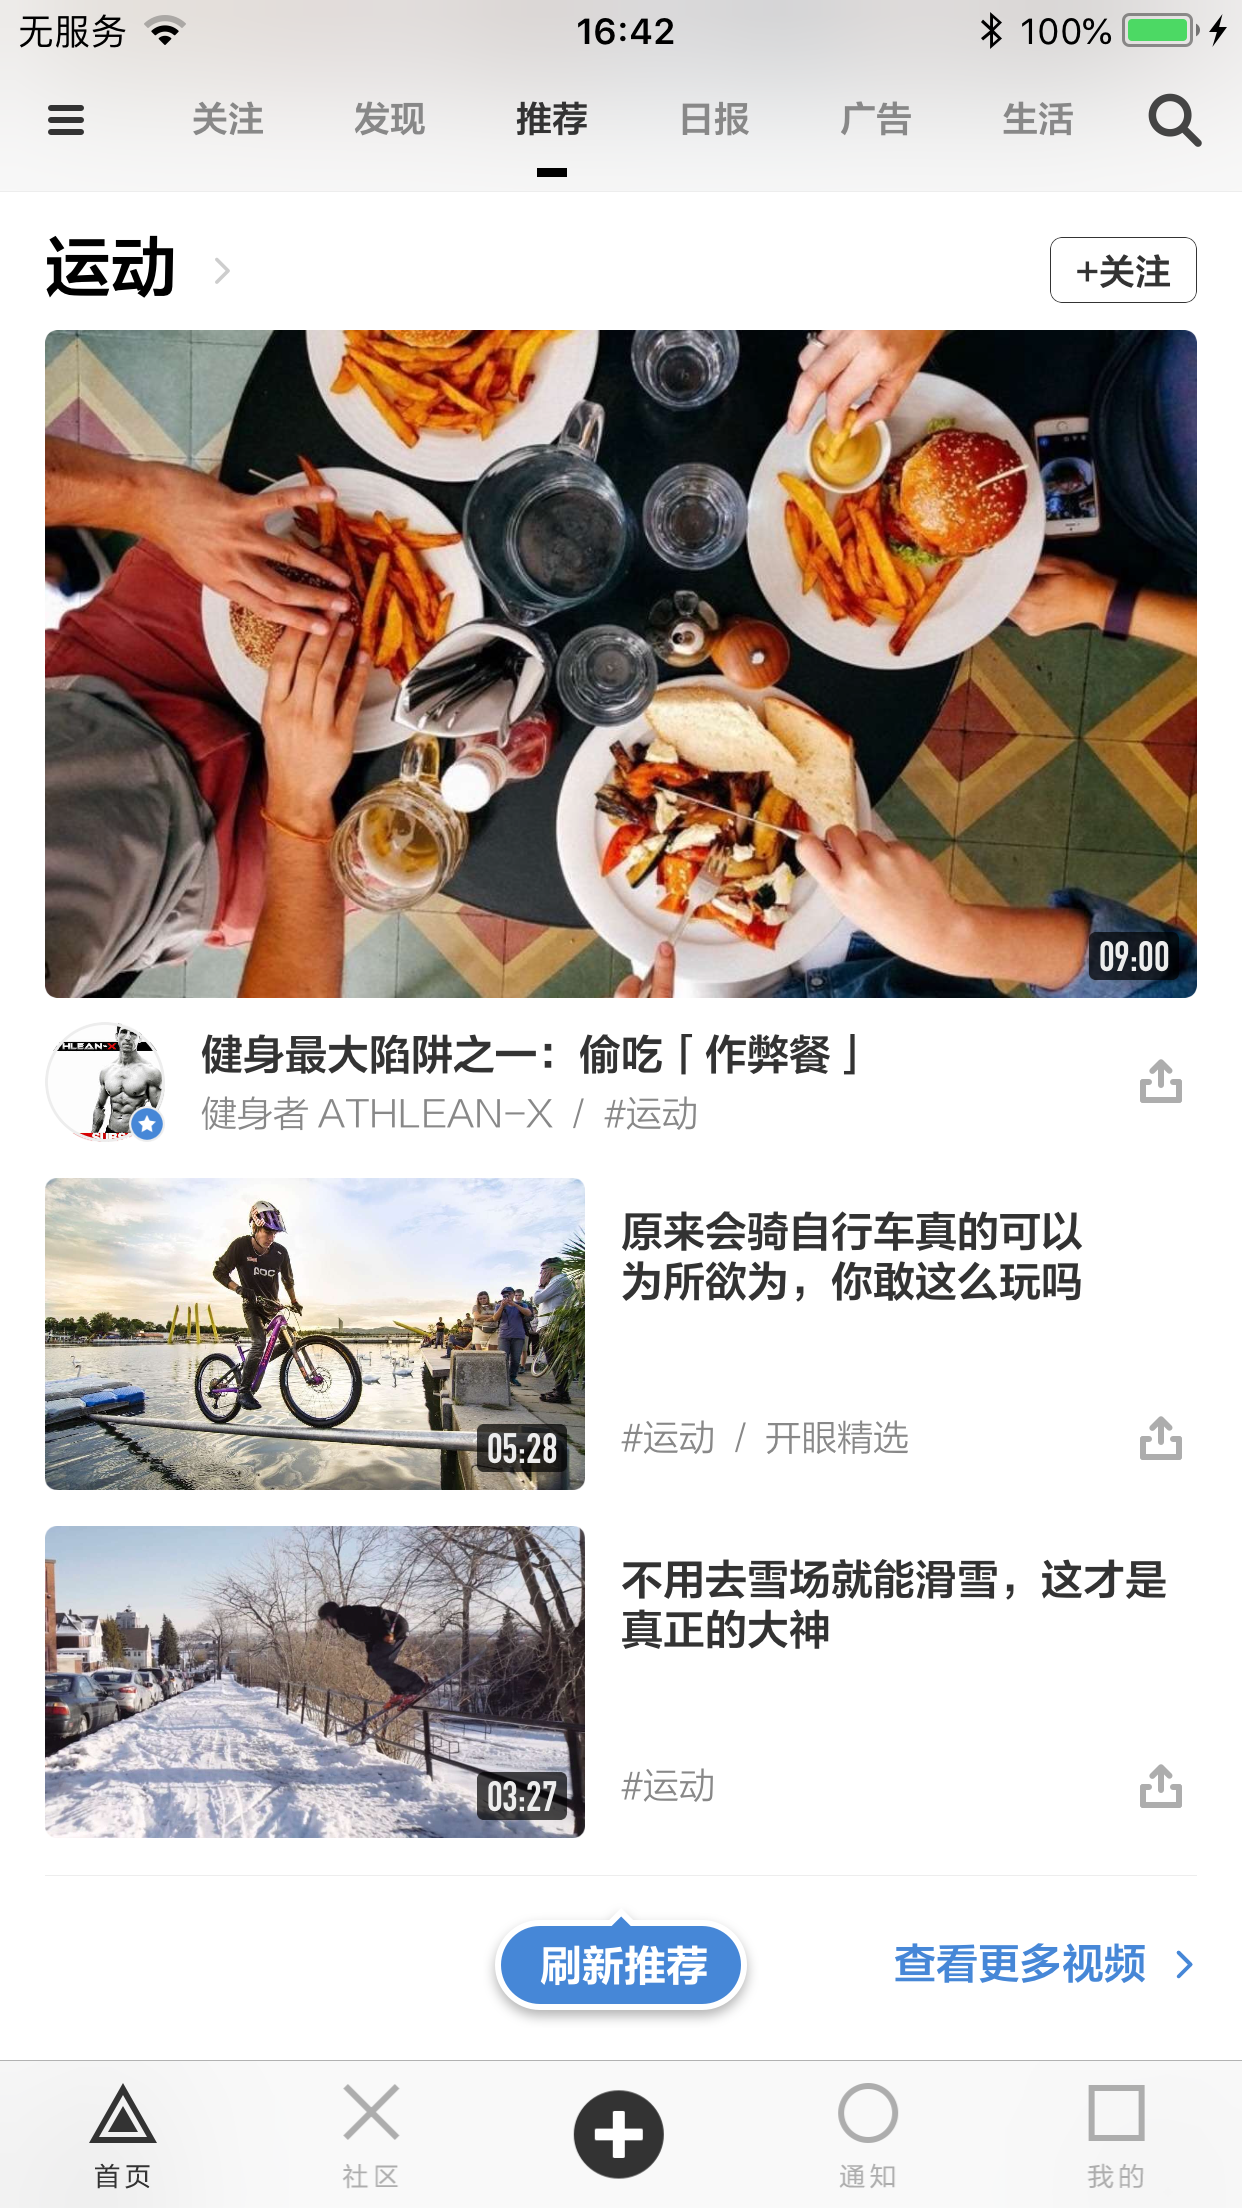 无服务
16:42
100%
关注 发现 推荐 日报 广告 生活
运动
+关注
09:00
健身最大陷阱之一：偷吃「作弊餐」
健身者 ATHLEAN-X / #运动
原来会骑自行车真的可以
为所欲为，你敢这么玩吗
POC
05:28
#运动 / 开眼精选
不用去雪场就能滑雪，这才是
真正的大神
03:27
#运动
刷新推荐
查看更多视频
首页 社区 通知 我的